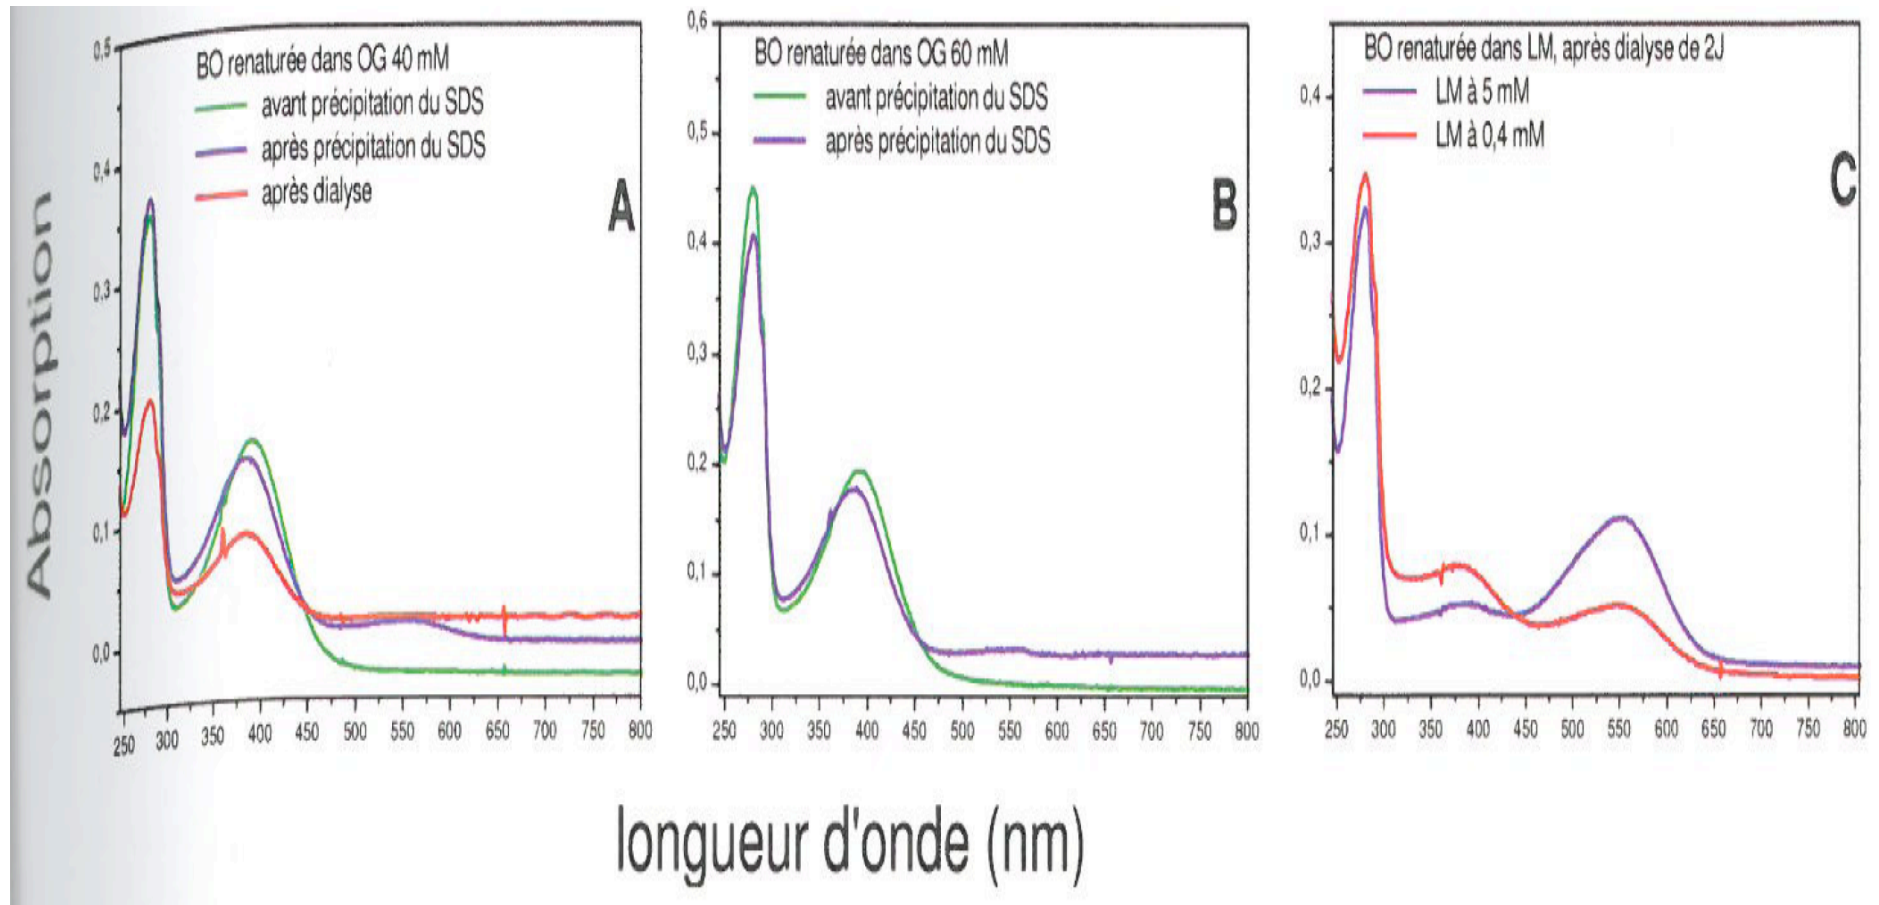 Absorption
0,5
0,4
0,3
0,2
0,1
0,0
BO renaturée dans OG 40 mM
avant précipitation du SDS
après précipitation du SDS
après dialyse
A
250 300 350 400 450 500 550 600 650 700 750 800
0,6
0,5
0,4
0,3
0,2
0,1
0,0
BO renaturée dans OG 60 mM
avant précipitation du SDS
après précipitation du SDS
B
250 300 350 400 450 500 550 600 650 700 750 800
0,4
0,3
0,2
0,1
0,0
BO renaturée dans LM, après dialyse de 2J
LM à 5 mM
LM à 0,4 mM
C
250 300 350 400 450 500 550 600 650 700 750 800
longueur d'onde (nm)